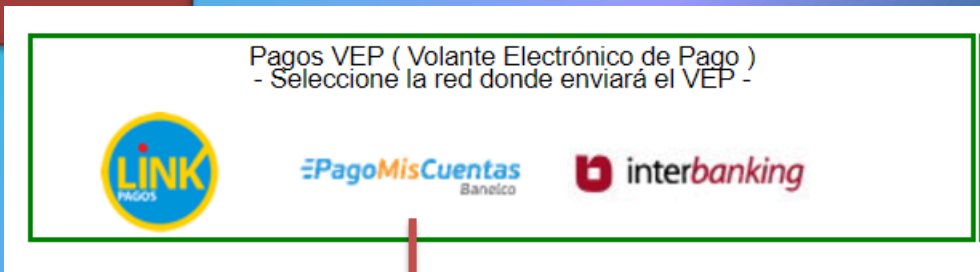 Pagos VEP ( Volante Electrónico de Pago )
- Seleccione la red donde enviará el VEP -
LINK
PAGOS
PagoMisCuentas
Banelco
interbanking